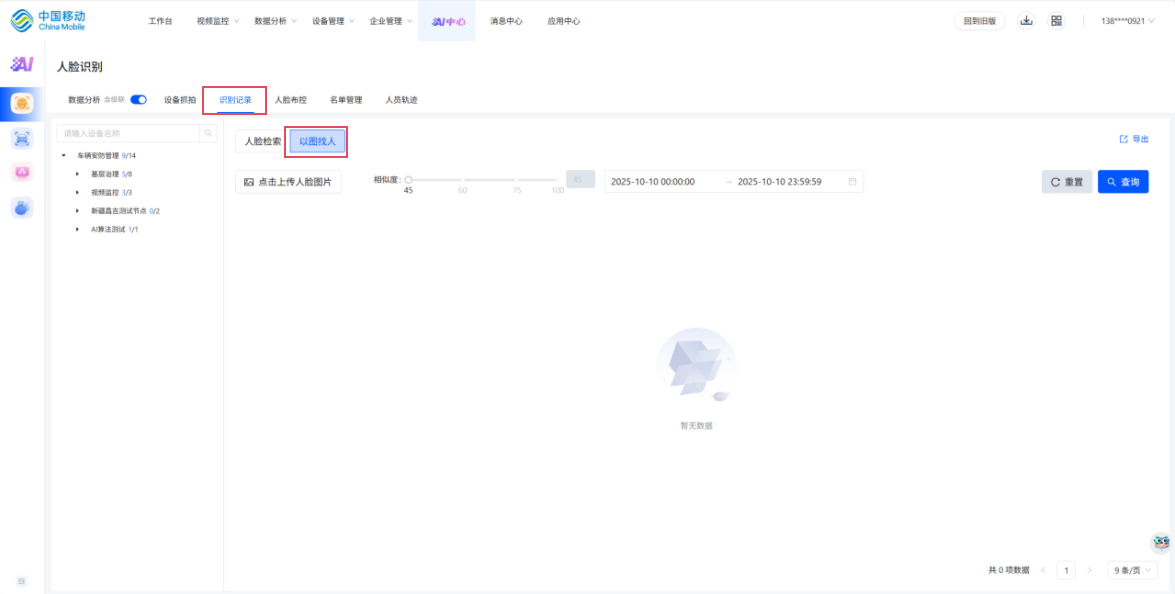 中国移动
China Mobile
工作台 视频监控 数据分析 设备管理 企业管理 AI中心 消息中心 应用中心 回到旧版 138****0921
AI 人脸识别
数据分析 含级联 设备抓拍 识别记录 人脸布控 名单管理 人员轨迹
请输入设备名称
车辆安防管理 9/14
基层治理 5/8
视频监控 3/3
新疆昌吉测试节点 0/2
AI算法测试 1/1
人脸检索 以图找人 导出
点击上传人脸图片 相似度: 45 60 75 100 45 2025-10-10 00:00:00 → 2025-10-10 23:59:59 重置 查询
暂无数据
共 0 项数据 1 9 条/页